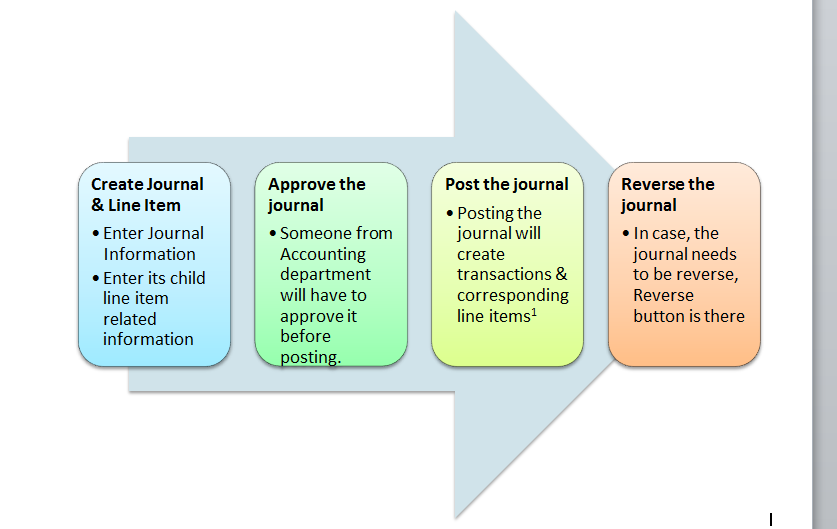 Create Journal
& Line Item
• Enter Journal
Information
• Enter its child
line item
related
information
Approve the
journal
• Someone from
Accounting
department
will have to
approve it
before
posting.
Post the journal
• Posting the
journal will
create
transactions &
corresponding
line items¹
Reverse the
journal
• In case, the
journal needs
to be reverse,
Reverse
button is there